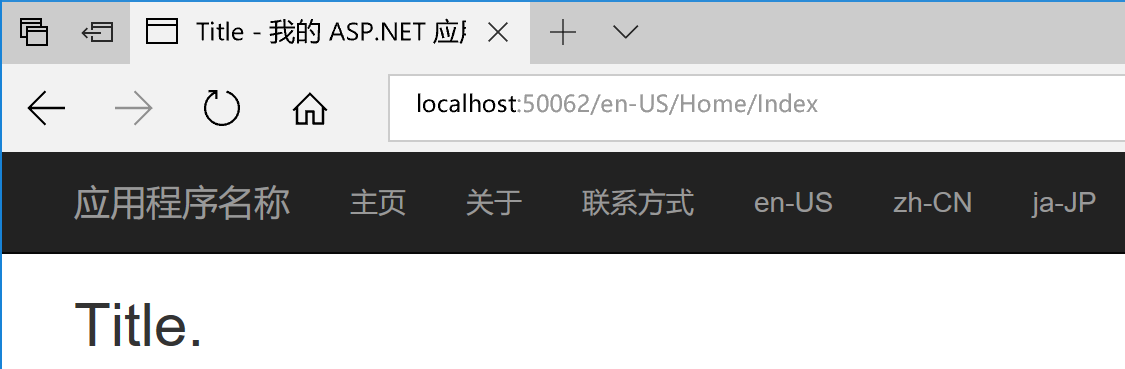 Title - 我的 ASP.NET 应
localhost:50062/en-US/Home/Index
应用程序名称 主页 关于 联系方式 en-US zh-CN ja-JP
Title.